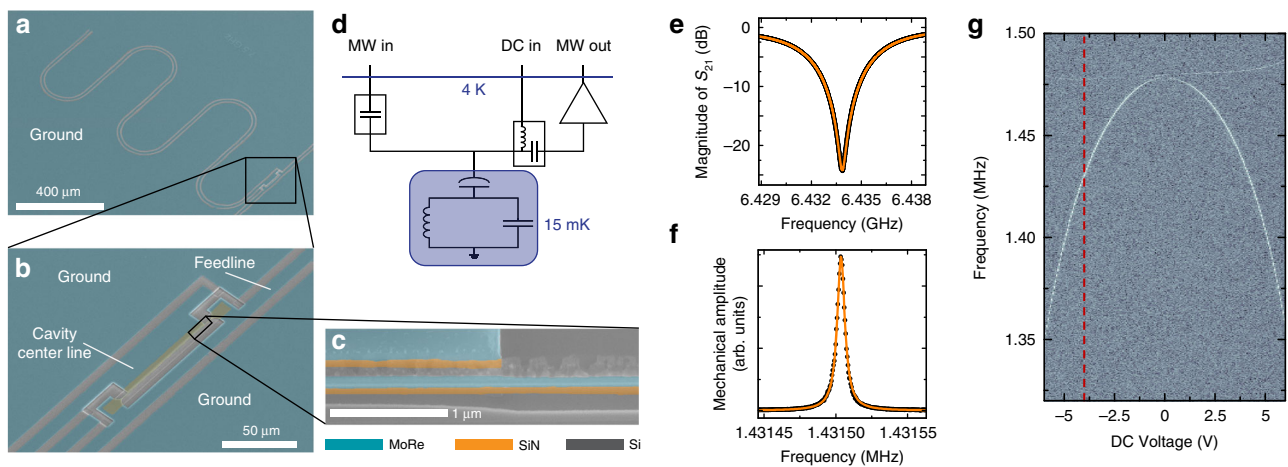 a
Ground
400 μm
b
Ground
Feedline
Cavity
center line
Ground
50 μm
c
1 μm
MoRe
SiN
Si
d
MW in
DC in
MW out
4 K
15 mK
e
Magnitude of S21 (dB)
0
−10
−20
6.429
6.432
6.435
6.438
Frequency (GHz)
f
Mechanical amplitude
(arb. units)
1.43145
1.43150
1.43155
Frequency (MHz)
g
Frequency (MHz)
1.50
1.45
1.40
1.35
−5
−2.5
0
2.5
5
DC Voltage (V)